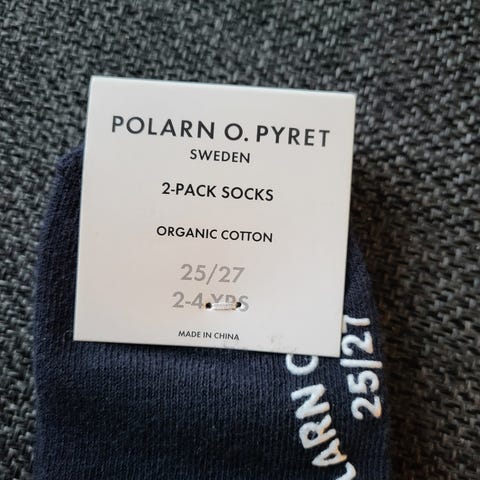 POLARN O. PYRET
SWEDEN
2-PACK SOCKS
ORGANIC COTTON
25/27
2-4 YRS
MADE IN CHINA
25/27